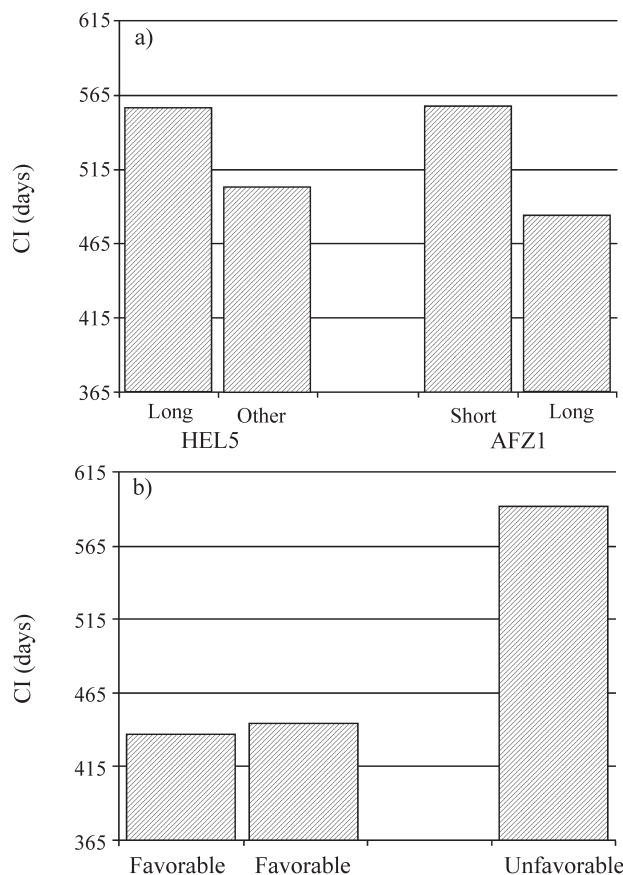 a)
615
565
515
465
415
365
CI (days)
Long Other Short Long
HEL5 AFZ1
b)
615
565
515
465
415
365
CI (days)
Favorable Favorable Unfavorable